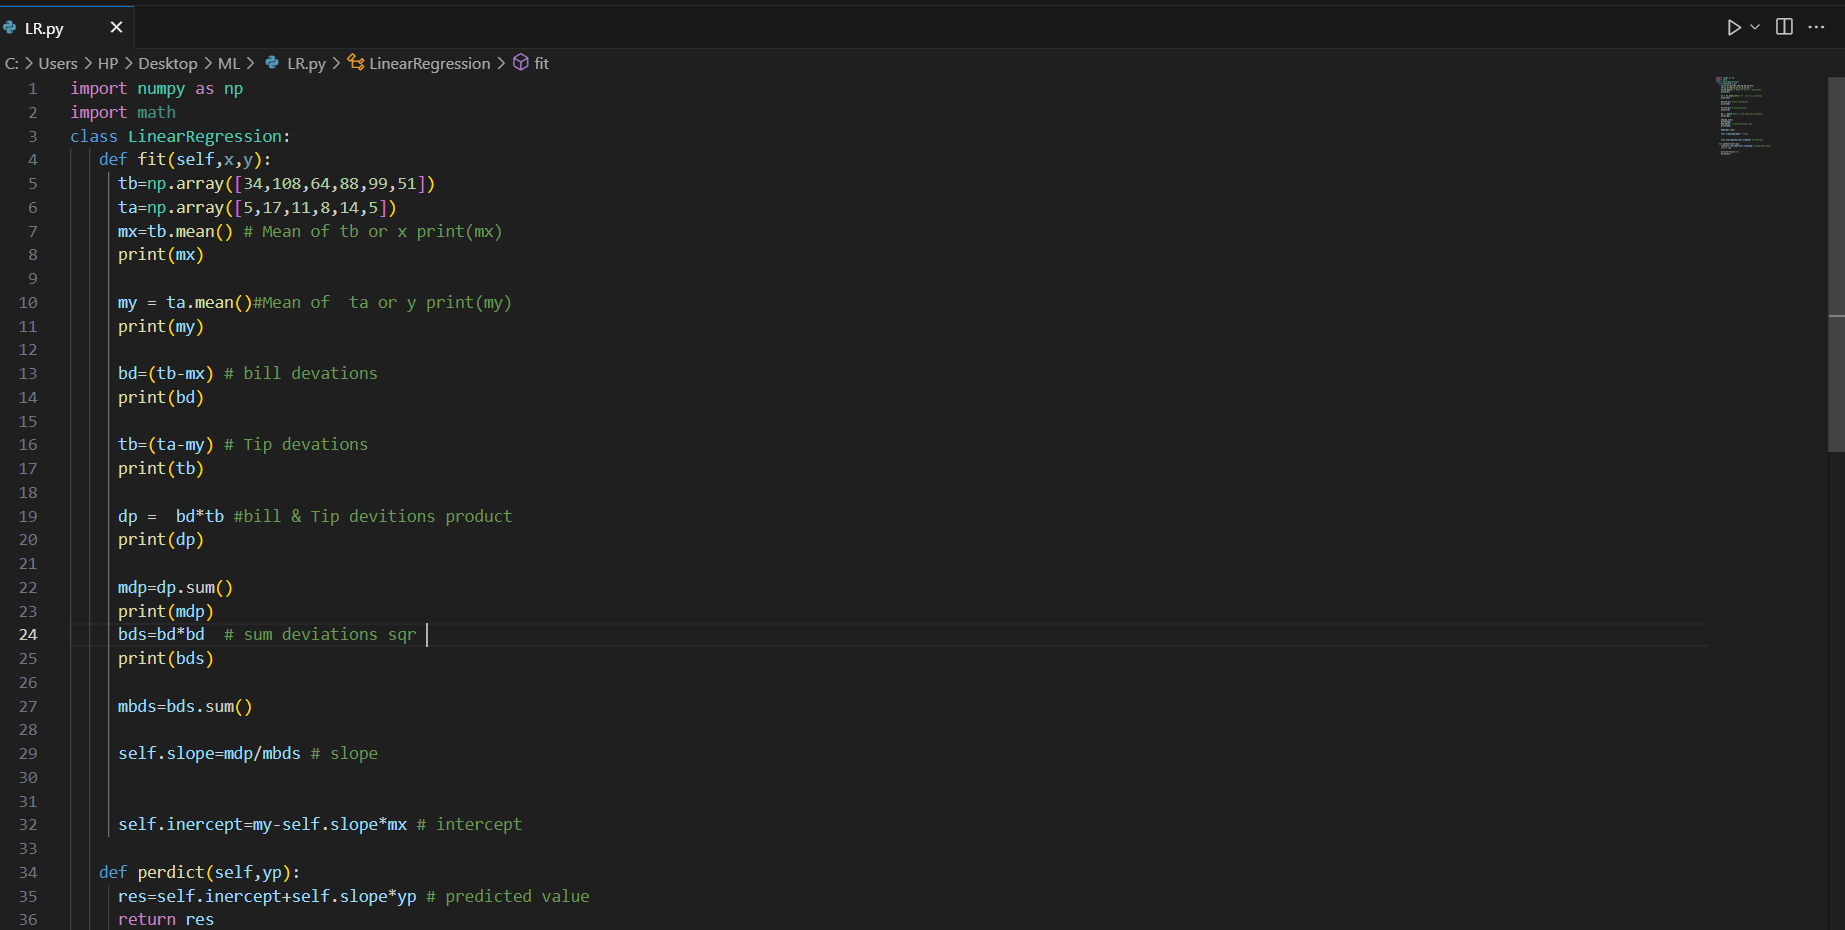 LR.py
C: > Users > HP > Desktop > ML > LR.py > LinearRegression > fit
1 import numpy as np
2 import math
3 class LinearRegression:
4 def fit(self,x,y):
5 tb=np.array([34,108,64,88,99,51])
6 ta=np.array([5,17,11,8,14,5])
7 mx=tb.mean() # Mean of tb or x print(mx)
8 print(mx)
9
10 my = ta.mean()#Mean of  ta or y print(my)
11 print(my)
12
13 bd=(tb-mx) # bill devations
14 print(bd)
15
16 tb=(ta-my) # Tip devations
17 print(tb)
18
19 dp =  bd*tb #bill & Tip devitions product
20 print(dp)
21
22 mdp=dp.sum()
23 print(mdp)
24 bds=bd*bd  # sum deviations sqr
25 print(bds)
26
27 mbds=bds.sum()
28
29 self.slope=mdp/mbds # slope
30
31
32 self.inercept=my-self.slope*mx # intercept
33
34 def perdict(self,yp):
35 res=self.inercept+self.slope*yp # predicted value
36 return res